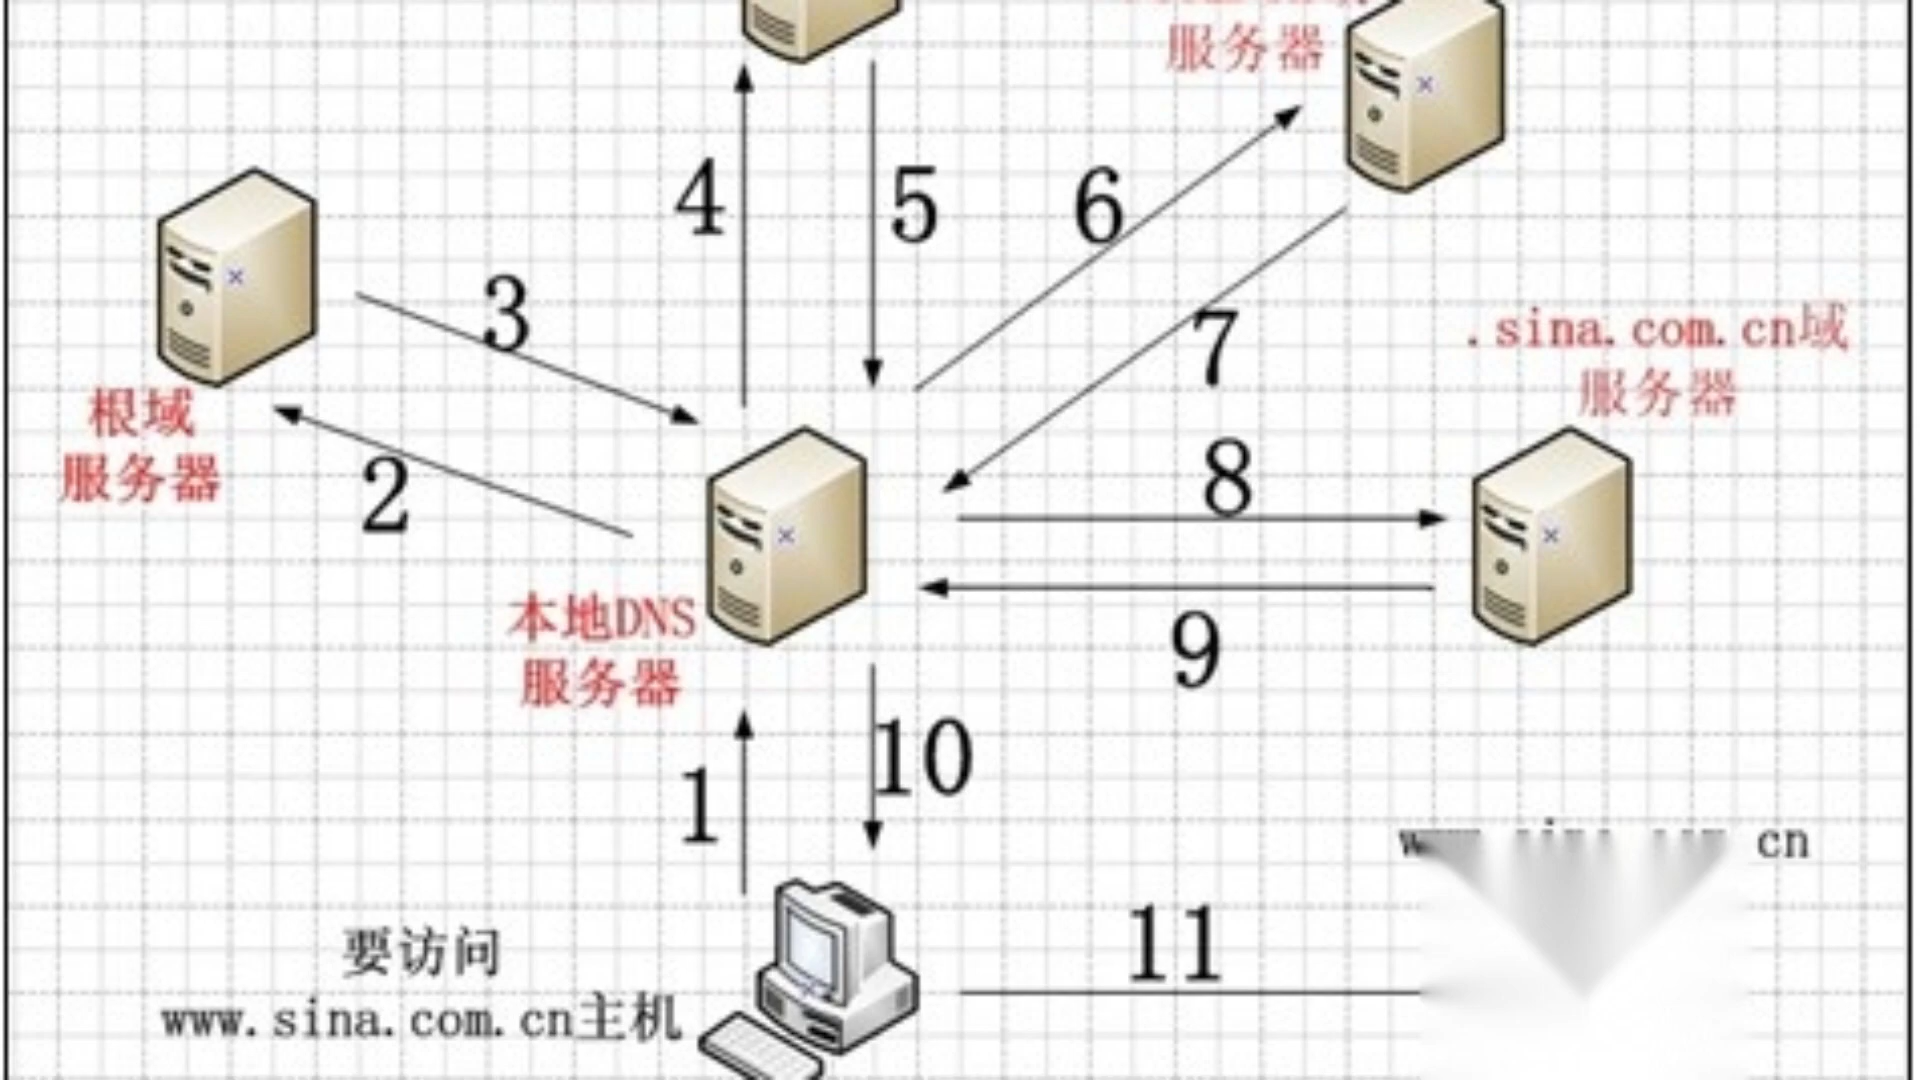 服务器
4
5
6
3
7
.sina.com.cn域
服务器
根域
服务器
2
8
本地DNS
服务器
9
10
1
cn
11
要访问
www.sina.com.cn主机